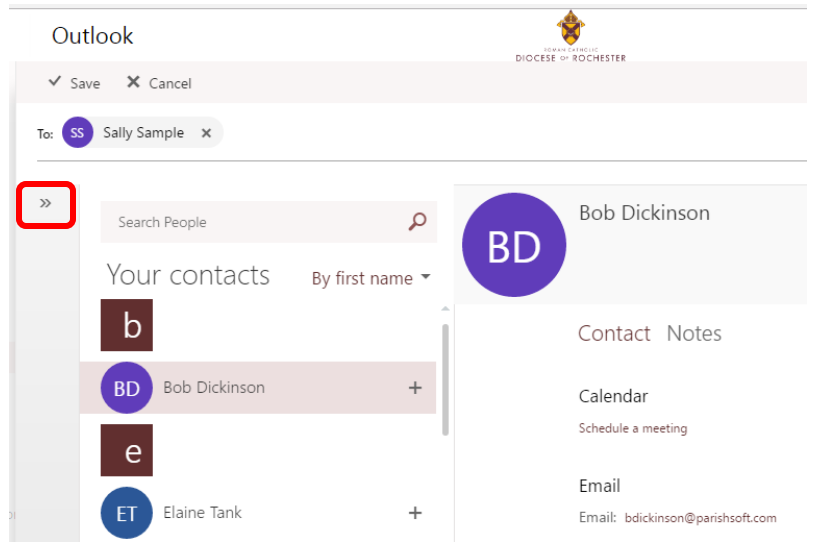 Outlook
ROMAN CATHOLIC
DIOCESE OF ROCHESTER
Save Cancel
To: SS Sally Sample
»
Search People
Your contacts By first name
b
BD Bob Dickinson +
e
ET Elaine Tank +
BD Bob Dickinson
Contact Notes
Calendar
Schedule a meeting
Email
Email: bdickinson@parishsoft.com